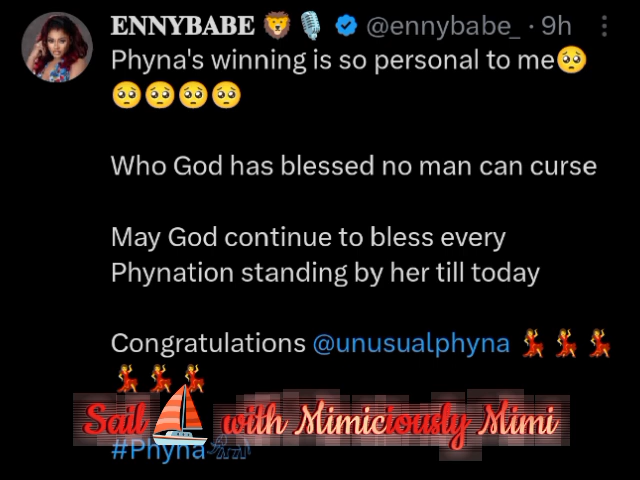 ENNYBABE 🦁🎙️ @ennybabe_ · 9h
Phyna's winning is so personal to me🥺
🥺🥺🥺🥺
Who God has blessed no man can curse
May God continue to bless every
Phynation standing by her till today
Congratulations @unusualphyna 💃💃💃
💃💃💃
Sail ⛵ with Mimiciously Mimi
#Phyna